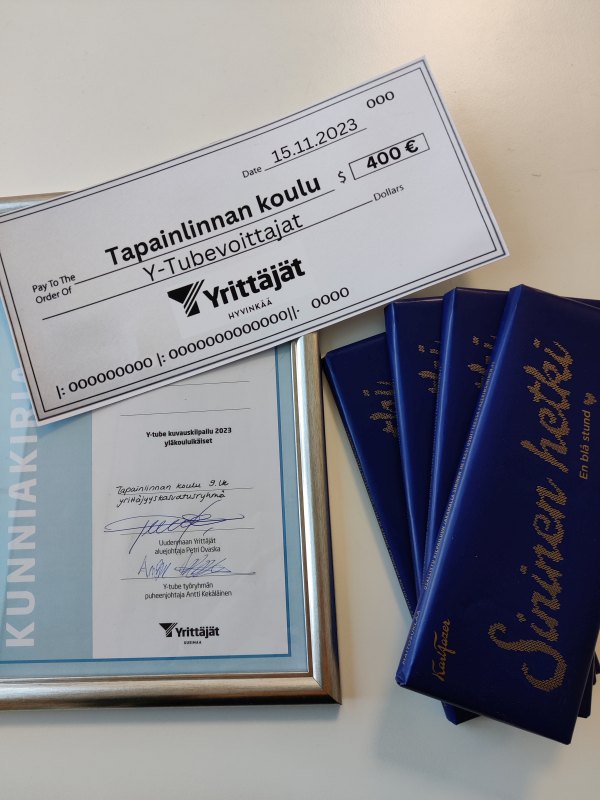 000
Date 15.11.2023
Pay To The
Order Of
Tapainlinnan koulu $ 400 €
Y-Tubevoittajat Dollars
Yrittäjät
HYVINKÄÄ
|: 000000000 |: 0000000000000||· 0000
KUNNIAKIRJA
Y-tube kuvauskilpailu 2023
yläkouluikäiset
Tapainlinnan koulu 9.lk
yrittäjyyskasvatusryhmä
Uudenmaan Yrittäjät
aluejohtaja Petri Ovaska
Y-tube työryhmän
puheenjohtaja Antti Kekäläinen
Yrittäjät
UUSIMAA
Sininen hetki
En blå stund
Karl Fazer